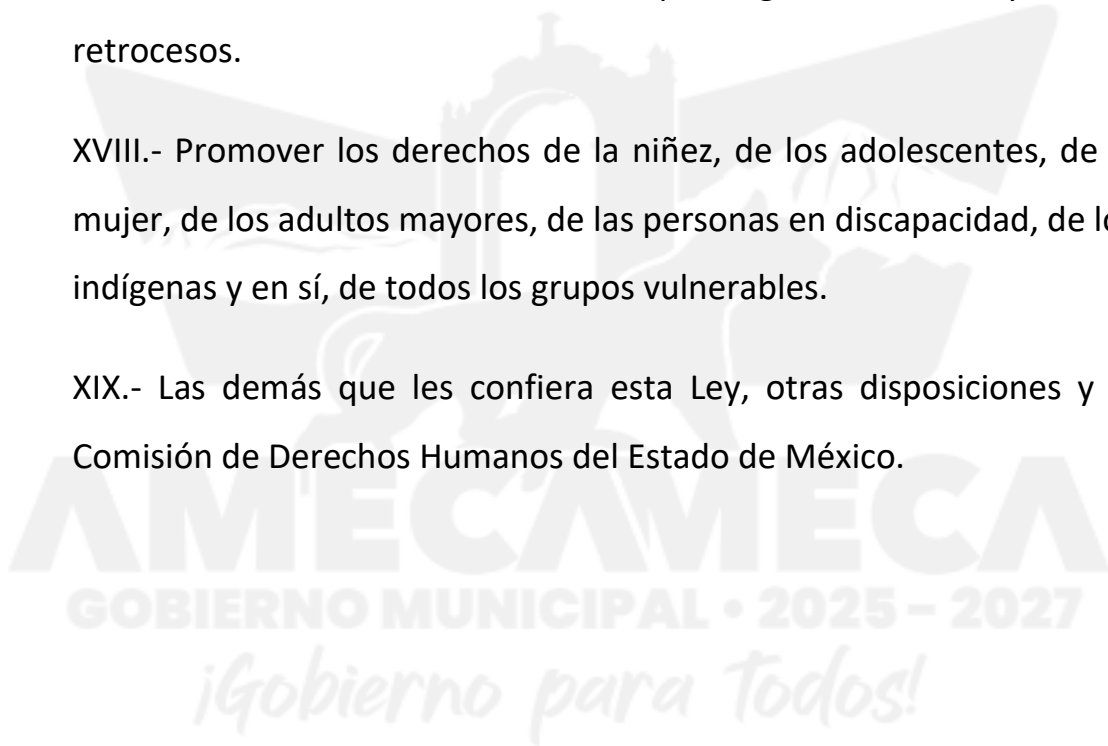 retrocesos.
XVIII.- Promover los derechos de la niñez, de los adolescentes, de
mujer, de los adultos mayores, de las personas en discapacidad, de
indígenas y en sí, de todos los grupos vulnerables.
XIX.- Las demás que les confiera esta Ley, otras disposiciones y
Comisión de Derechos Humanos del Estado de México.
AMECAMECA
GOBIERNO MUNICIPAL • 2025 – 2027
¡Gobierno para Todos!